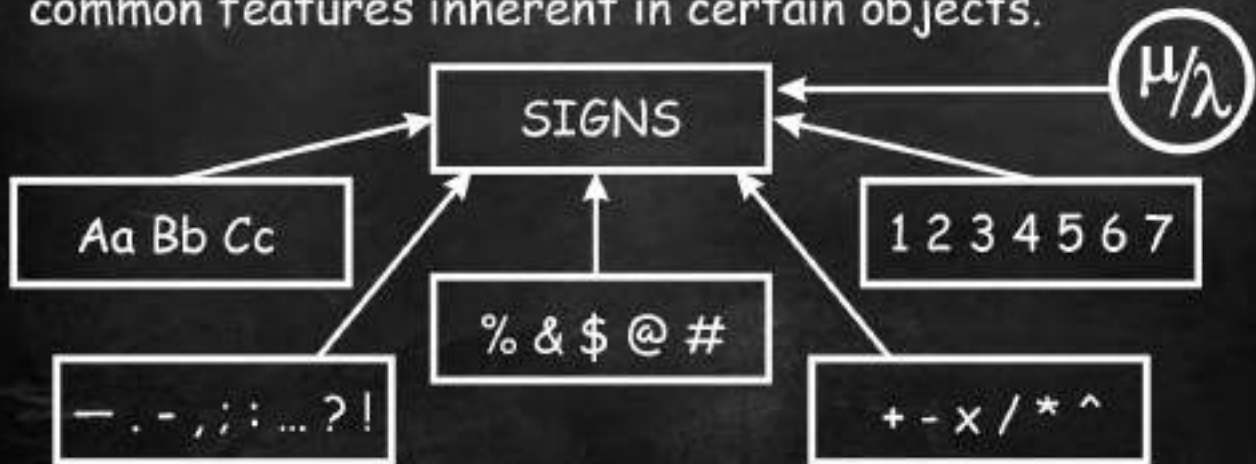 common features inherent in certain objects.
μ/λ
SIGNS
Aa Bb Cc
1 2 3 4 5 6 7
% & $ @ #
— . - , ; : ... ? !
+ - x / * ^